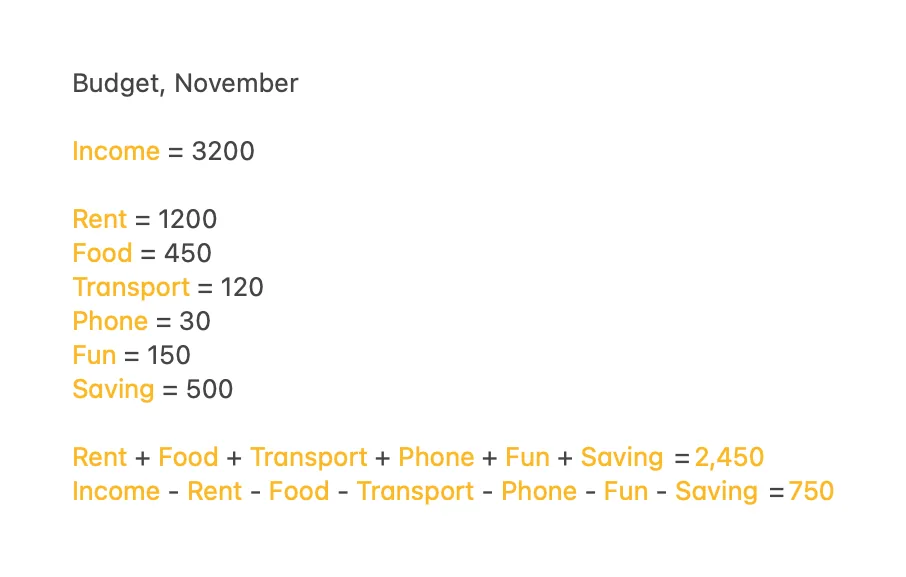 Budget, November
Income = 3200
Rent = 1200
Food = 450
Transport = 120
Phone = 30
Fun = 150
Saving = 500
Rent + Food + Transport + Phone + Fun + Saving = 2,450
Income - Rent - Food - Transport - Phone - Fun - Saving = 750